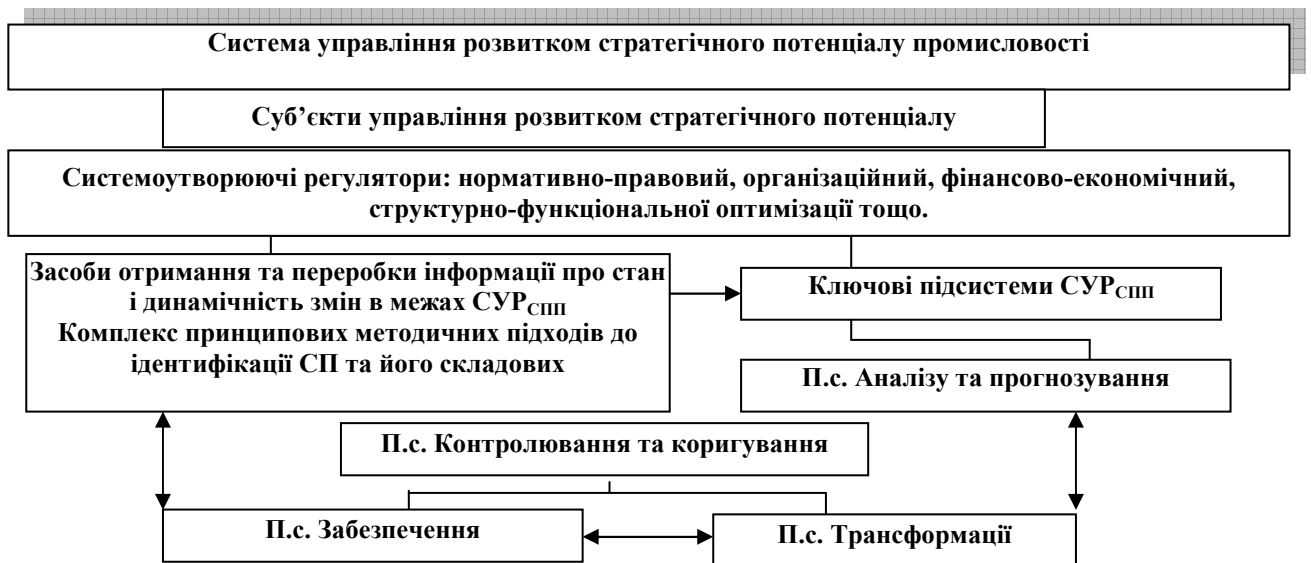 Система управління розвитком стратегічного потенціалу промисловості
Суб’єкти управління розвитком стратегічного потенціалу
Системоутворюючі регулятори: нормативно-правовий, організаційний, фінансово-економічний,
структурно-функціональної оптимізації тощо.
Засоби отримання та переробки інформації про стан
і динамічність змін в межах СУРСПП
Комплекс принципових методичних підходів до
ідентифікації СП та його складових
Ключові підсистеми СУРСПП
П.с. Аналізу та прогнозування
П.с. Контролювання та коригування
П.с. Забезпечення
П.с. Трансформації